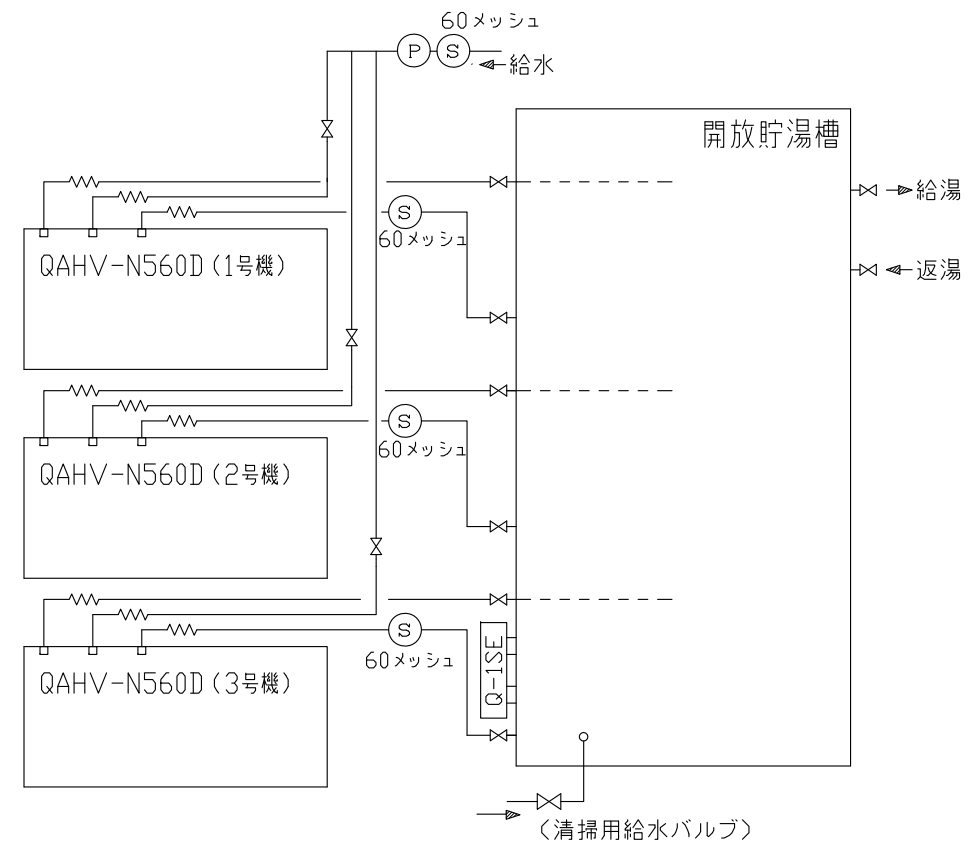 60メッシュ
P
S
給水
開放貯湯槽
給湯
S
60メッシュ
QAHV-N560D(1号機)
返湯
S
60メッシュ
QAHV-N560D(2号機)
S
60メッシュ
Q-1SE
QAHV-N560D(3号機)
(清掃用給水バルブ)